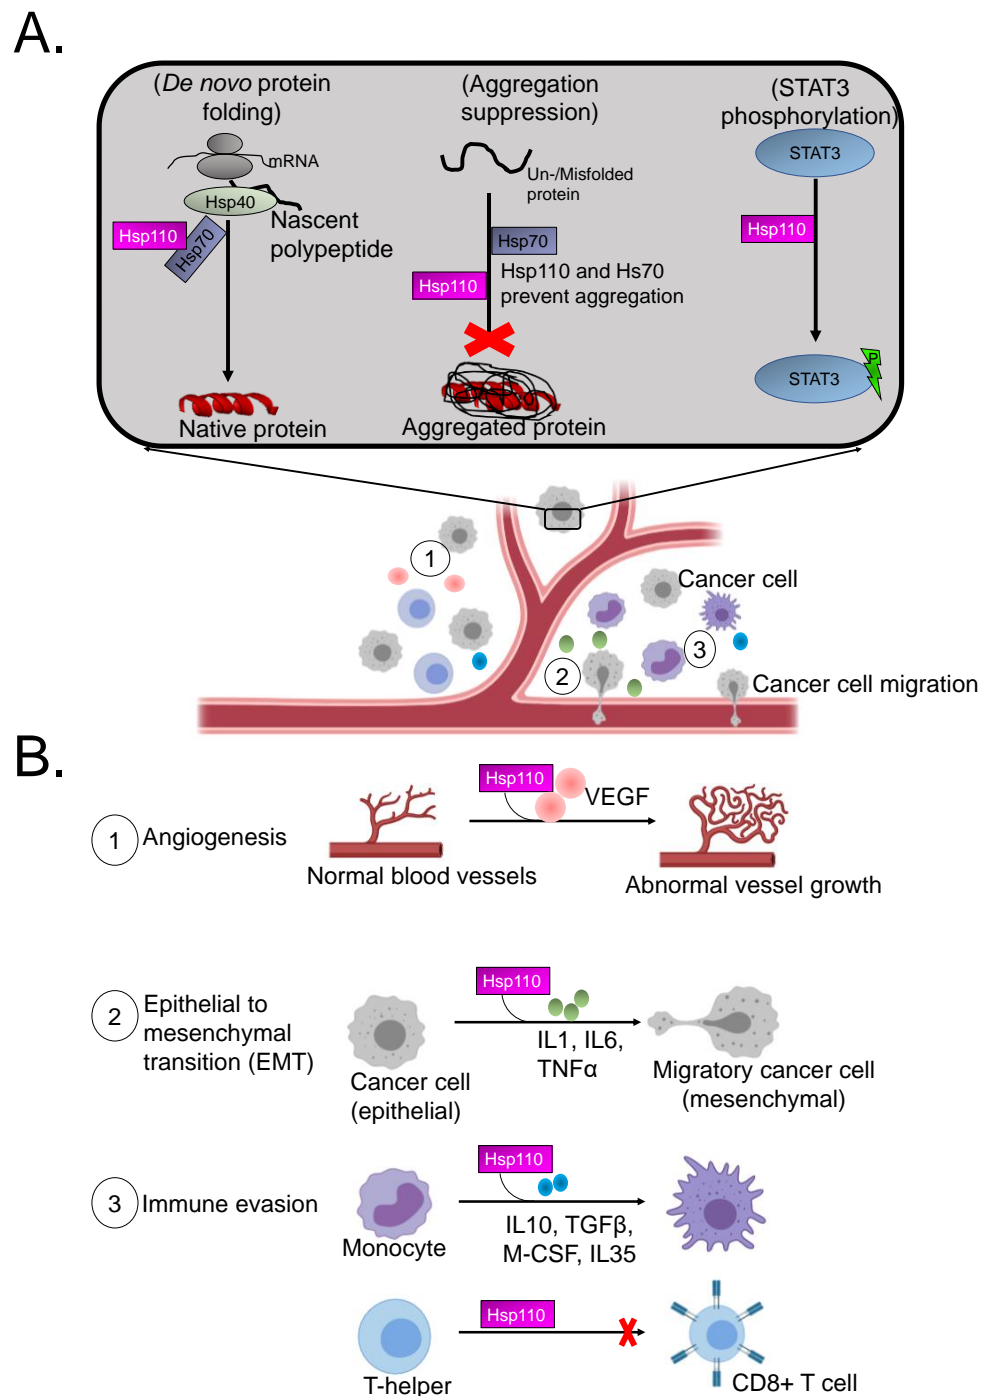 A.
(De novo protein
folding)
mRNA
Hsp40
Nascent
polypeptide
Hsp110
Hsp70
Native protein
(Aggregation
suppression)
Un-/Misfolded
protein
Hsp70
Hsp110 and Hs70
prevent aggregation
Hsp110
Aggregated protein
(STAT3
phosphorylation)
STAT3
Hsp110
STAT3
P
1
Cancer cell
2
3
Cancer cell migration
B.
1
Angiogenesis
Normal blood vessels
Hsp110
VEGF
Abnormal vessel growth
2
Epithelial to
mesenchymal
transition (EMT)
Cancer cell
(epithelial)
Hsp110
IL1, IL6,
TNFα
Migratory cancer cell
(mesenchymal)
3
Immune evasion
Monocyte
Hsp110
IL10, TGFβ,
M-CSF, IL35
T-helper
Hsp110
CD8+ T cell